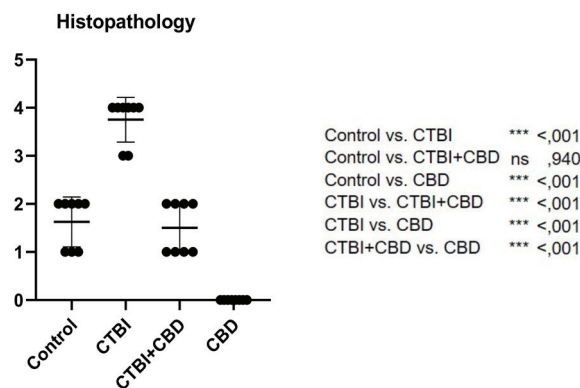 Histopathology
5
4
3
2
1
0
Control
CTBI
CTBI+CBD
CBD
Control vs. CTBI *** <,001
Control vs. CTBI+CBD ns ,940
Control vs. CBD *** <,001
CTBI vs. CTBI+CBD *** <,001
CTBI vs. CBD *** <,001
CTBI+CBD vs. CBD *** <,001